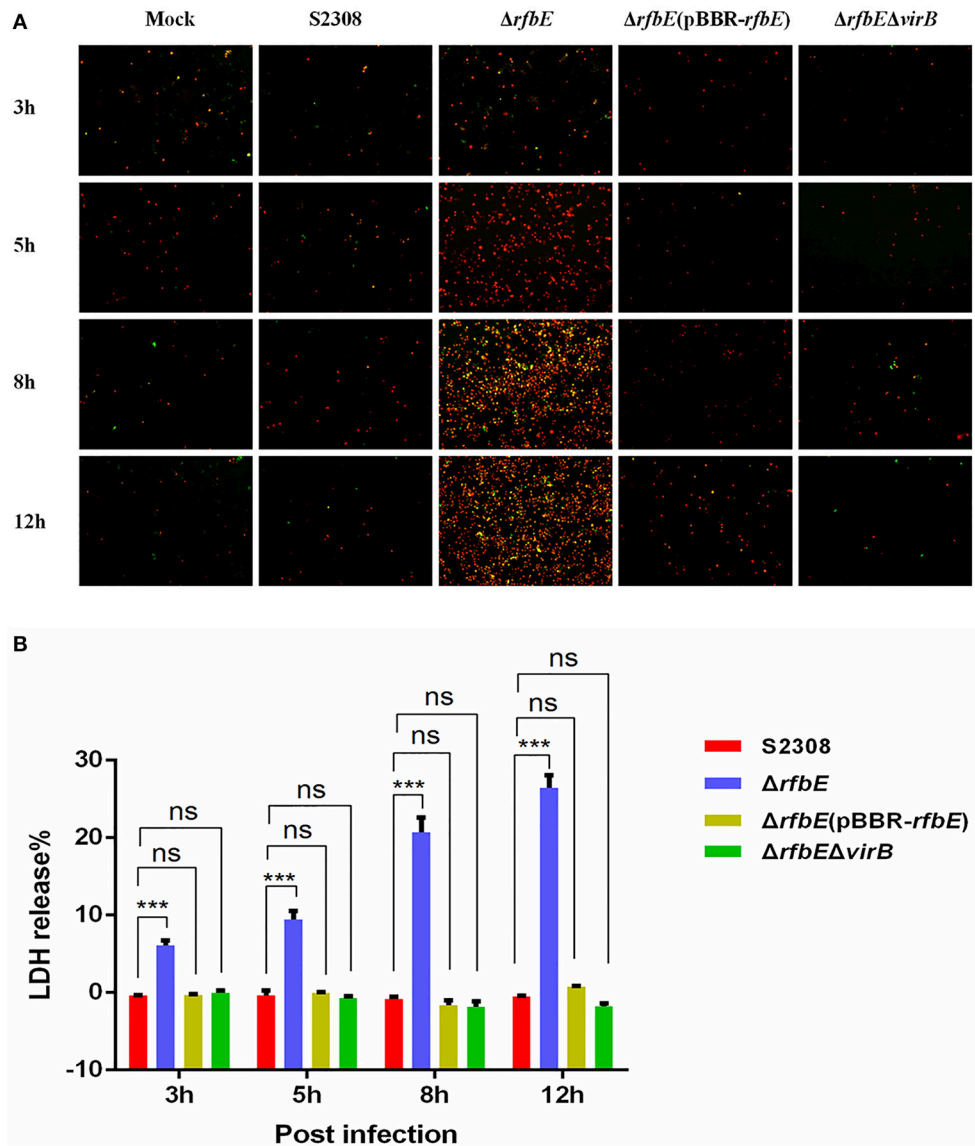 A
Mock S2308 ΔrfbE ΔrfbE(pBBR-rfbE) ΔrfbEΔvirB
3h
5h
8h
12h
B
ns
ns ns
ns ns ns
ns ns
*** *** *** ***
LDH release%
30
20
10
0
-10
3h 5h 8h 12h
Post infection
S2308
ΔrfbE
ΔrfbE(pBBR-rfbE)
ΔrfbEΔvirB